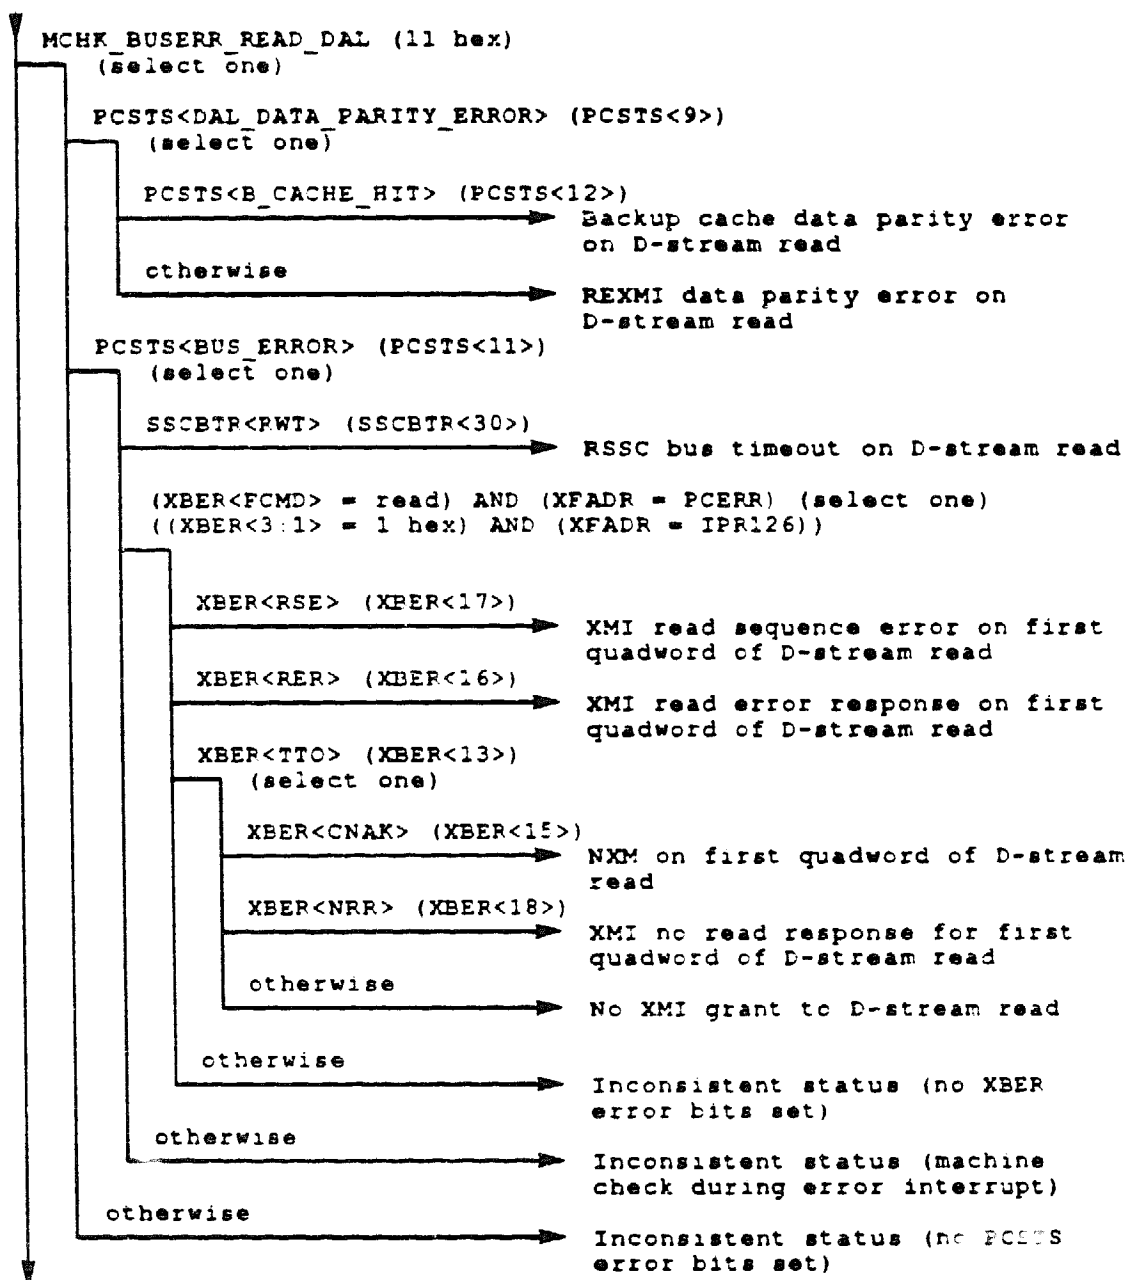 MCHK_BUSERR_READ_DAL (11 hex)
(select one)
PCSTS<DAL_DATA_PARITY_ERROR> (PCSTS<9>)
(select one)
PCSTS<B_CACHE_HIT> (PCSTS<12>)
Backup cache data parity error
on D-stream read
otherwise
REXMI data parity error on
D-stream read
PCSTS<BUS_ERROR> (PCSTS<11>)
(select one)
SSCBTR<RWT> (SSCBTR<30>)
RSSC bus timeout on D-stream read
(XBER<FCMD> = read) AND (XFADR = PCERR) (select one)
((XBER<3:1> = 1 hex) AND (XFADR = IPR126))
XBER<RSE> (XBER<17>)
XMI read sequence error on first
quadword of D-stream read
XBER<RER> (XBER<16>)
XMI read error response on first
quadword of D-stream read
XBER<TTO> (XBER<13>)
(select one)
XBER<CNAK> (XBER<15>)
NXM on first quadword of D-stream
read
XBER<NRR> (XBER<18>)
XMI no read response for first
quadword of D-stream read
otherwise
No XMI grant to D-stream read
otherwise
Inconsistent status (no XBER
error bits set)
otherwise
Inconsistent status (machine
check during error interrupt)
otherwise
Inconsistent status (no PCSTS
error bits set)